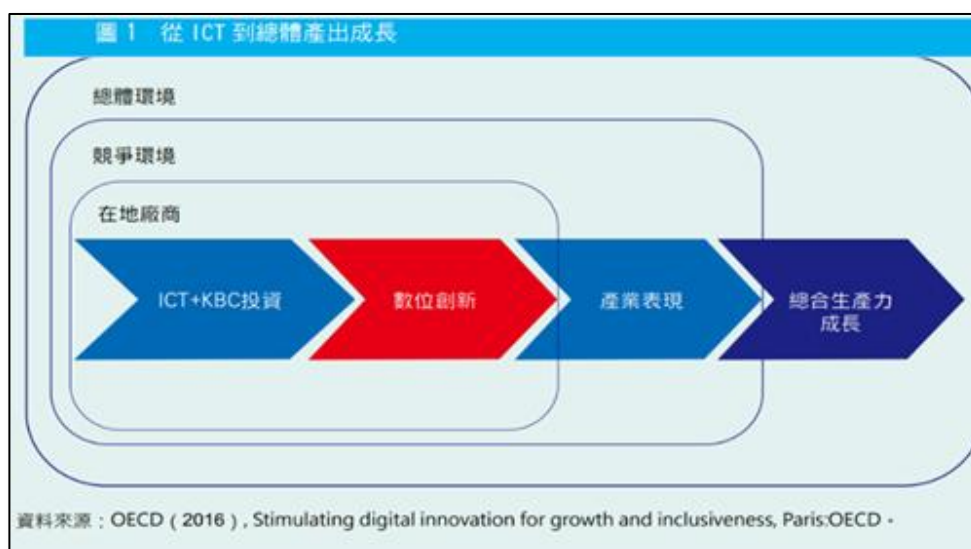 圖 1 從 ICT 到總體產出成長
總體環境
競爭環境
在地廠商
ICT+KBC投資
數位創新
產業表現
總合生產力
成長
資料來源：OECD（2016）, Stimulating digital innovation for growth and inclusiveness, Paris:OECD。